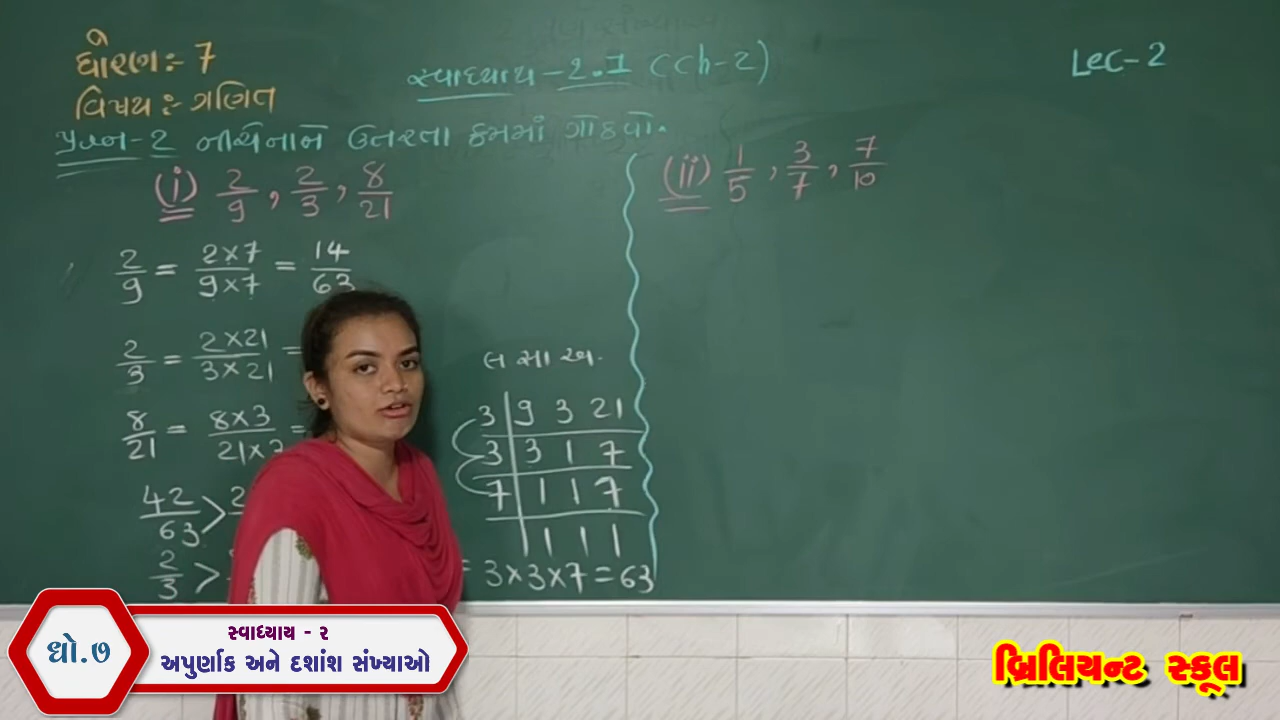 ધોરણ:- 7
સ્વાધ્યાય - 2.1 (Ch-2)
Lec-2
વિષય :- ગણિત
પ્રશ્ન-2 નીચેનાને ઉતરતા ક્રમમાં ગોઠવો.
(i) 2/9 , 2/3 , 8/21
(ii) 1/5 , 3/7 , 7/10
2/9 = 2×7/9×7 = 14/63
2/3 = 2×21/3×21 =
8/21 = 8×3/21×3 =
42/63 > 2
2/3 >
લ સા અ.
3 | 9 3 21
3 | 3 1 7
7 | 1 1 7
1 1 1
= 3×3×7 = 63
ધો.૭
સ્વાધ્યાય - ૨
અપુર્ણાક અને દશાંશ સંખ્યાઓ
બ્રિલિયન્ટ સ્કૂલ